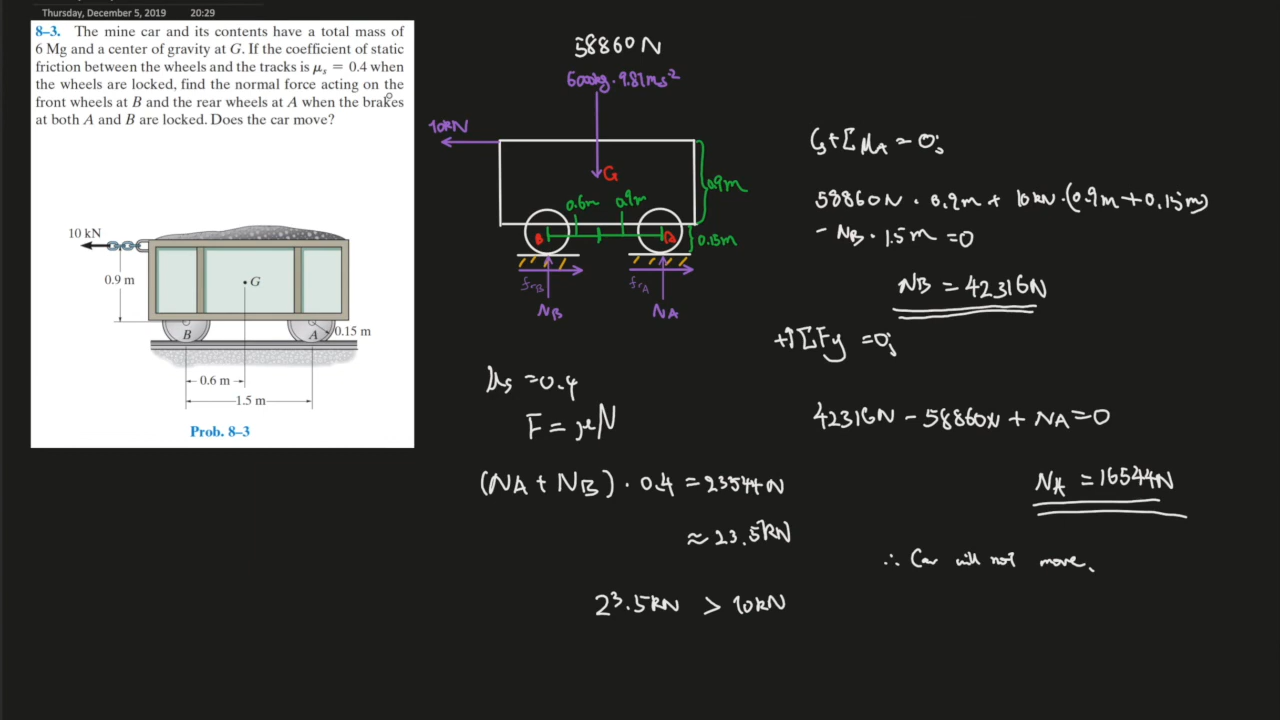 Thursday, December 5, 2019 20:29
8–3. The mine car and its contents have a total mass of
6 Mg and a center of gravity at G. If the coefficient of static
friction between the wheels and the tracks is μs = 0.4 when
the wheels are locked, find the normal force acting on the
front wheels at B and the rear wheels at A when the brakes
at both A and B are locked. Does the car move?
10 kN
0.9 m
G
B
A
0.15 m
0.6 m
1.5 m
Prob. 8–3
58860N
6000kg·9.81ms⁻²
10kN
G
0.9m
0.6m
0.9m
B
A
0.15m
frB
frA
NB
NA
μs = 0.4
F = μN
(NA + NB) · 0.4 = 23544N
≈ 23.5kN
23.5kN > 10kN
↺+ΣMA = 0;
58860N · 0.9m + 10kN·(0.9m + 0.15m)
- NB · 1.5m = 0
NB = 42316N
+↑ΣFy = 0;
42316N - 58860N + NA = 0
NA = 16544N
∴ Car will not move.